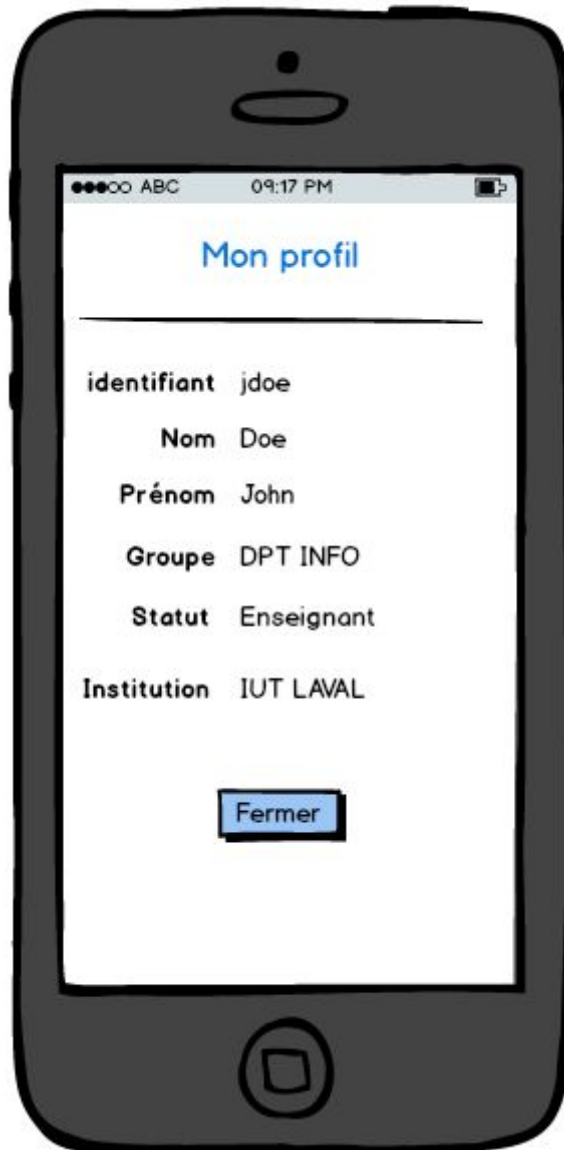 ABC 09:17 PM
Mon profil
identifiant jdoe
Nom Doe
Prénom John
Groupe DPT INFO
Statut Enseignant
Institution IUT LAVAL
Fermer